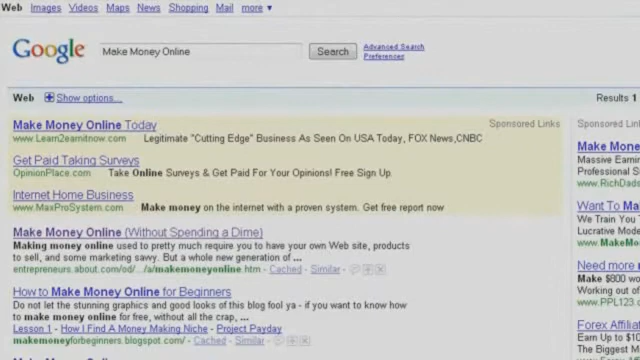 Web Images Videos Maps News Shopping Mail more ▼
Google Make Money Online Search Advanced Search
Preferences
Web Show options... Results 1
Make Money Online Today Sponsored Links
www.Learn2earnitnow.com Legitimate "Cutting Edge" Business As Seen On USA Today, FOX News,CNBC
Get Paid Taking Surveys
OpinionPlace.com Take Online Surveys & Get Paid For Your Opinions! Free Sign Up.
Internet Home Business
www.MaxProSystem.com Make money on the internet with a proven system. Get free report now
Make Money Online (Without Spending a Dime)
Making money online used to pretty much require you to have your own Web site, products
to sell, and some marketing savvy. But a whole new generation of ...
entrepreneurs.about.com/od/.../a/makemoneyonline.htm - Cached - Similar -
How to Make Money Online for Beginners
Do not let the stunning graphics and good looks of this blog fool ya - if you want to know how
to make money online for free, without all the crap, ...
Lesson 1 - How I Find A Money Making Niche - Project Payday
makemoneyforbeginners.blogspot.com/ - Cached - Similar -
Sponsored
Make Money
Massive Earn
Professional S
www.RichDads
Want To Ma
We Train You T
Lucrative Model
www.MakeMo
Need more m
Make $800 w
Working out of
www.PPL123.c
Forex Affiliat
Earn Up to $10
The Biggest M